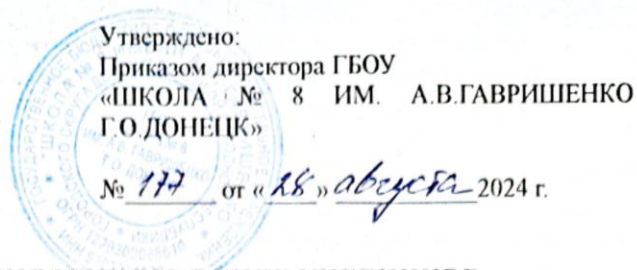 Утверждено:
Приказом директора ГБОУ
«ШКОЛА № 8 ИМ. А.В.ГАВРИШЕНКО
Г.О.ДОНЕЦК»
№ 177 от « 28 » августа 2024 г.